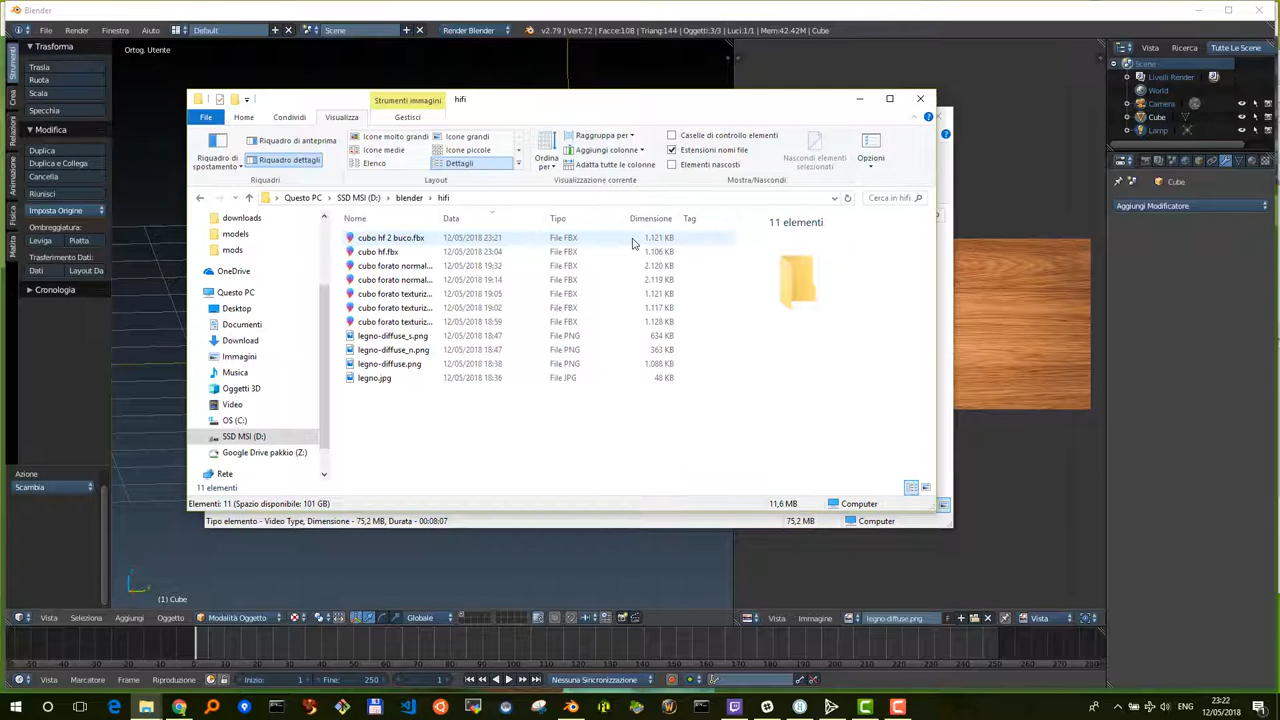 Blender
File Render Finestra Aiuto Default Scene Render Blender v2.79 | Vert:72 | Facce:108 | Triang:144 | Oggetti:3/3 | Luci:1/1 | Mem:42.42M | Cube
Vista Ricerca Tutte Le Scene
Scene
Livelli Render
World
Camera
Cube
Lamp
Cube
Aggiungi Modificatore
Strumenti
Crea
Relazioni
Animazione
Fisica
Matita
Trasforma
Trasla
Ruota
Scala
Specchia
Modifica
Duplica
Duplica e Collega
Cancella
Riunisci
Imposta Origine
Ombreggiatura:
Leviga Piatta
Trasferimento Dati:
Dati Layout Da
Cronologia
Azione
Scambia
Ortog. Utente
Strumenti immagini hifi
File Home Condividi Visualizza Gestisci
Riquadro di spostamento
Riquadro di anteprima
Riquadro dettagli
Riquadri
Icone molto grandi Icone grandi
Icone medie Icone piccole
Elenco Dettagli
Layout
Ordina per
Raggruppa per
Aggiungi colonne
Adatta tutte le colonne
Visualizzazione corrente
Caselle di controllo elementi
Estensioni nomi file
Elementi nascosti
Nascondi elementi selezionati
Mostra/Nascondi
Opzioni
Questo PC > SSD MSI (D:) > blender > hifi
Cerca in hifi
downloads
models
mods
OneDrive
Questo PC
Desktop
Documenti
Download
Immagini
Musica
Oggetti 3D
Video
OS (C:)
SSD MSI (D:)
Google Drive pakkio (Z:)
Rete
11 elementi
Nome Data Tipo Dimensione Tag
cubo hf 2 buco.fbx 12/05/2018 23:21 File FBX 1.121 KB
cubo hf.fbx 12/05/2018 23:04 File FBX 1.106 KB
cubo forato normal... 12/05/2018 19:32 File FBX 2.120 KB
cubo forato normal... 12/05/2018 19:14 File FBX 2.119 KB
cubo forato texturiz... 12/05/2018 19:05 File FBX 1.121 KB
cubo forato texturiz... 12/05/2018 19:02 File FBX 1.117 KB
cubo forato texturiz... 12/05/2018 18:59 File FBX 1.128 KB
legno-diffuse_s.png 12/05/2018 18:47 File PNG 634 KB
legno-diffuse_n.png 12/05/2018 18:47 File PNG 363 KB
legno-diffuse.png 12/05/2018 18:38 File PNG 1.088 KB
legno.jpg 12/05/2018 18:36 File JPG 48 KB
11 elementi
Elementi: 11 (Spazio disponibile: 101 GB) 11,6 MB Computer
Tipo elemento - Video Type, Dimensione - 75,2 MB, Durata - 00:08:07 75,2 MB Computer
(1) Cube
Vista Seleziona Aggiungi Oggetto Modalità Oggetto Globale
Vista Immagine legno-diffuse.png F Vista
Vista Marcatore Frame Riproduzione Inizio: 1 Fine: 250 1 Nessuna Sincronizzazione
ENG
23:22
12/05/2018